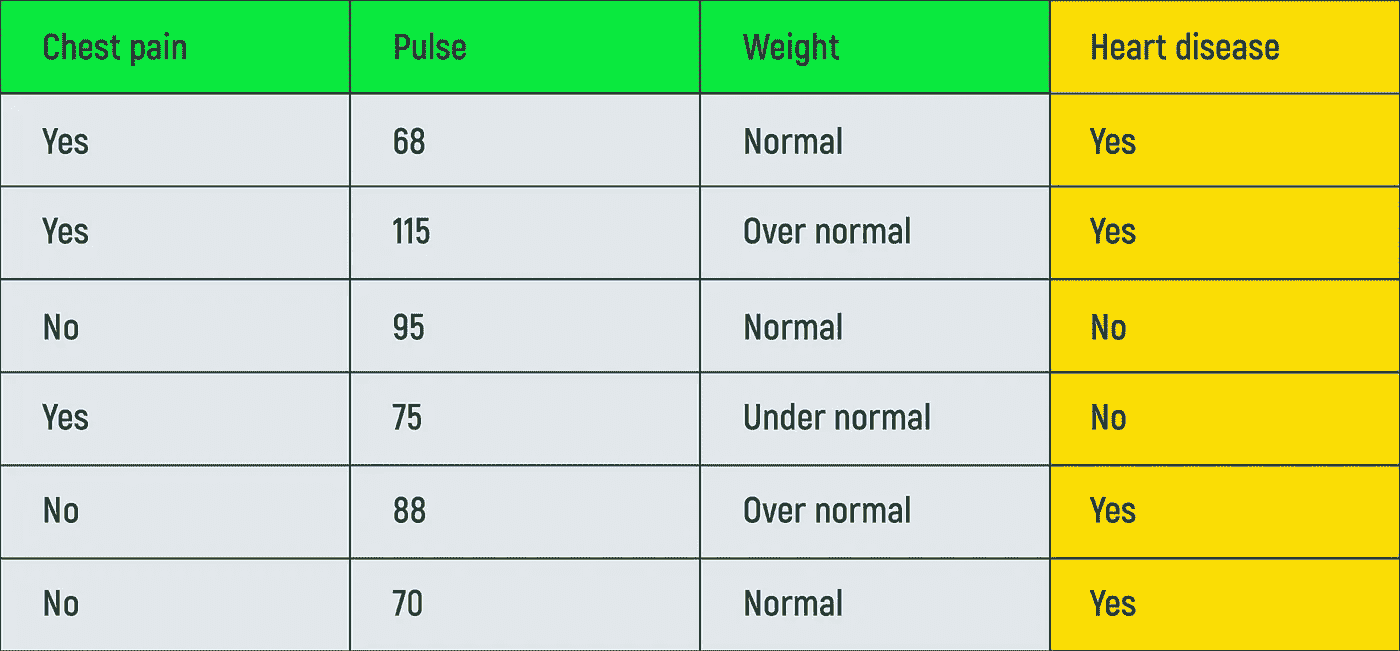 Chest pain Pulse Weight Heart disease
Yes 68 Normal Yes
Yes 115 Over normal Yes
No 95 Normal No
Yes 75 Under normal No
No 88 Over normal Yes
No 70 Normal Yes